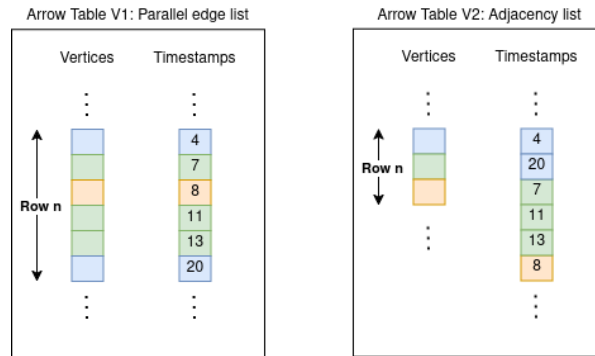 Arrow Table V1: Parallel edge list
Vertices
Timestamps
Row n
4
7
8
11
13
20
Arrow Table V2: Adjacency list
Vertices
Timestamps
Row n
4
20
7
11
13
8